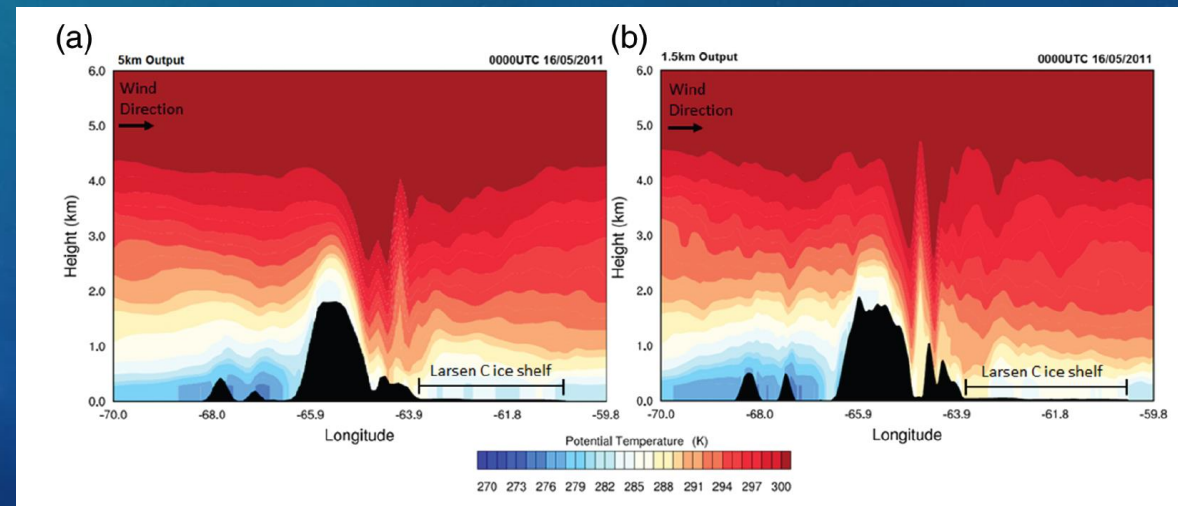 (a)
5km Output 0000UTC 16/05/2011
6.0
5.0
4.0
3.0
2.0
1.0
0.0
Height (km)
Wind
Direction
Larsen C ice shelf
-70.0 -68.0 -65.9 -63.9 -61.8 -59.8
Longitude
(b)
1.5km Output 0000UTC 16/05/2011
6.0
5.0
4.0
3.0
2.0
1.0
0.0
Height (km)
Wind
Direction
Larsen C ice shelf
-70.0 -68.0 -65.9 -63.9 -61.8 -59.8
Longitude
Potential Temperature (K)
270 273 276 279 282 285 288 291 294 297 300